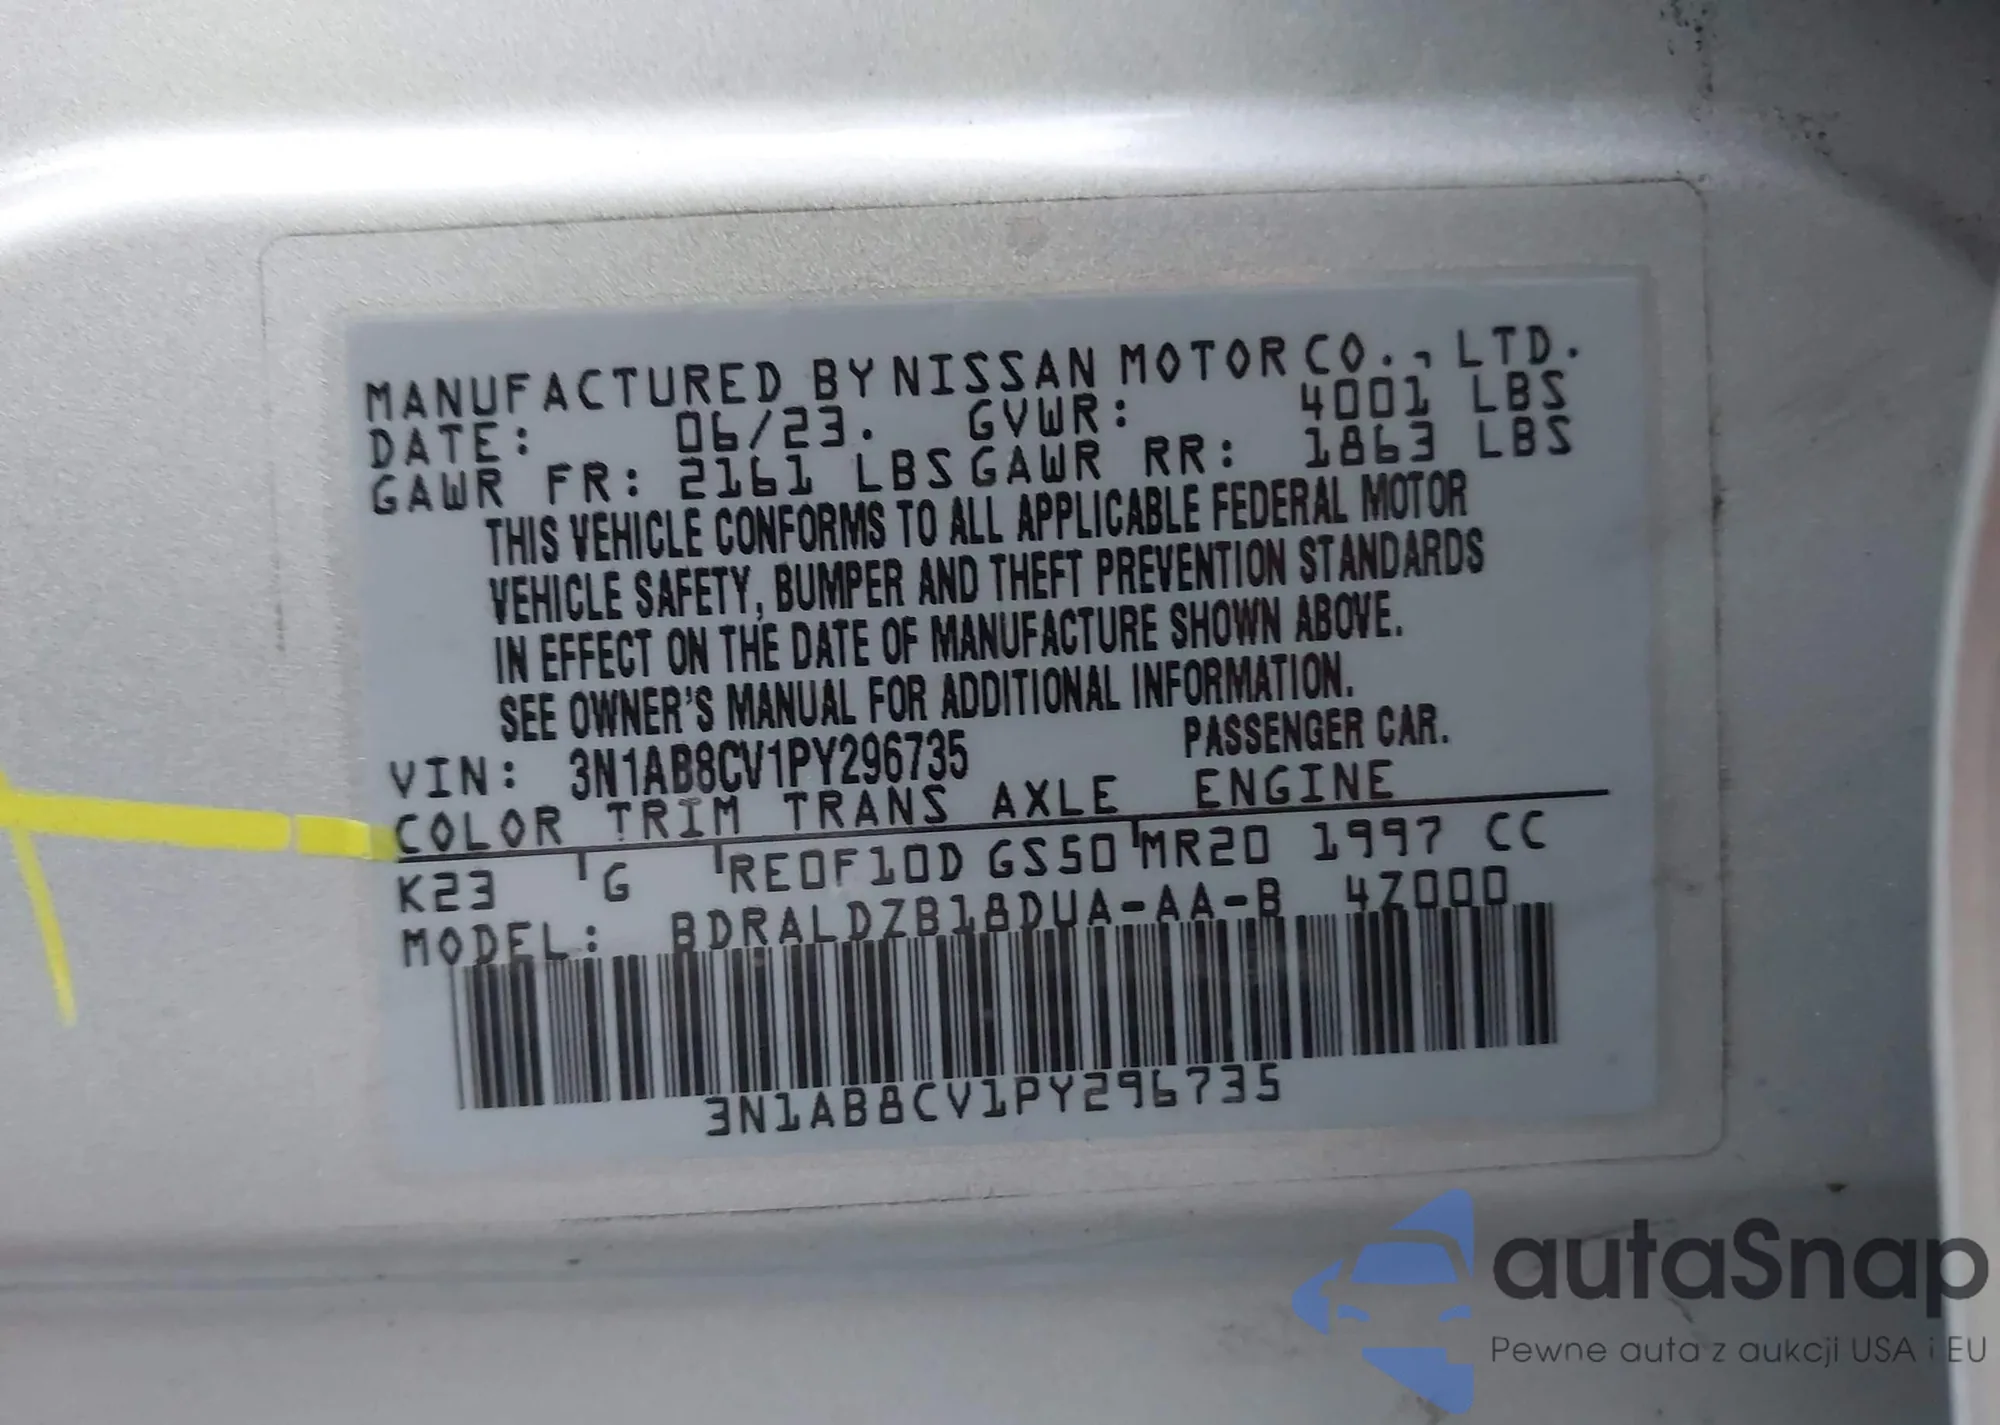 MANUFACTURED BY NISSAN MOTOR CO., LTD.
DATE: 06/23. GVWR: 4001 LBS
GAWR FR: 2161 LBS GAWR RR: 1863 LBS
THIS VEHICLE CONFORMS TO ALL APPLICABLE FEDERAL MOTOR
VEHICLE SAFETY, BUMPER AND THEFT PREVENTION STANDARDS
IN EFFECT ON THE DATE OF MANUFACTURE SHOWN ABOVE.
SEE OWNER'S MANUAL FOR ADDITIONAL INFORMATION.
VIN: 3N1AB8CV1PY296735 PASSENGER CAR.
COLOR TRIM TRANS AXLE ENGINE
K23 G RE0F10D GS50 MR20 1997 CC
MODEL: BDRALDZB18DUA-AA-B 4Z000
3N1AB8CV1PY296735
autaSnap
Pewne auta z aukcji USA i EU